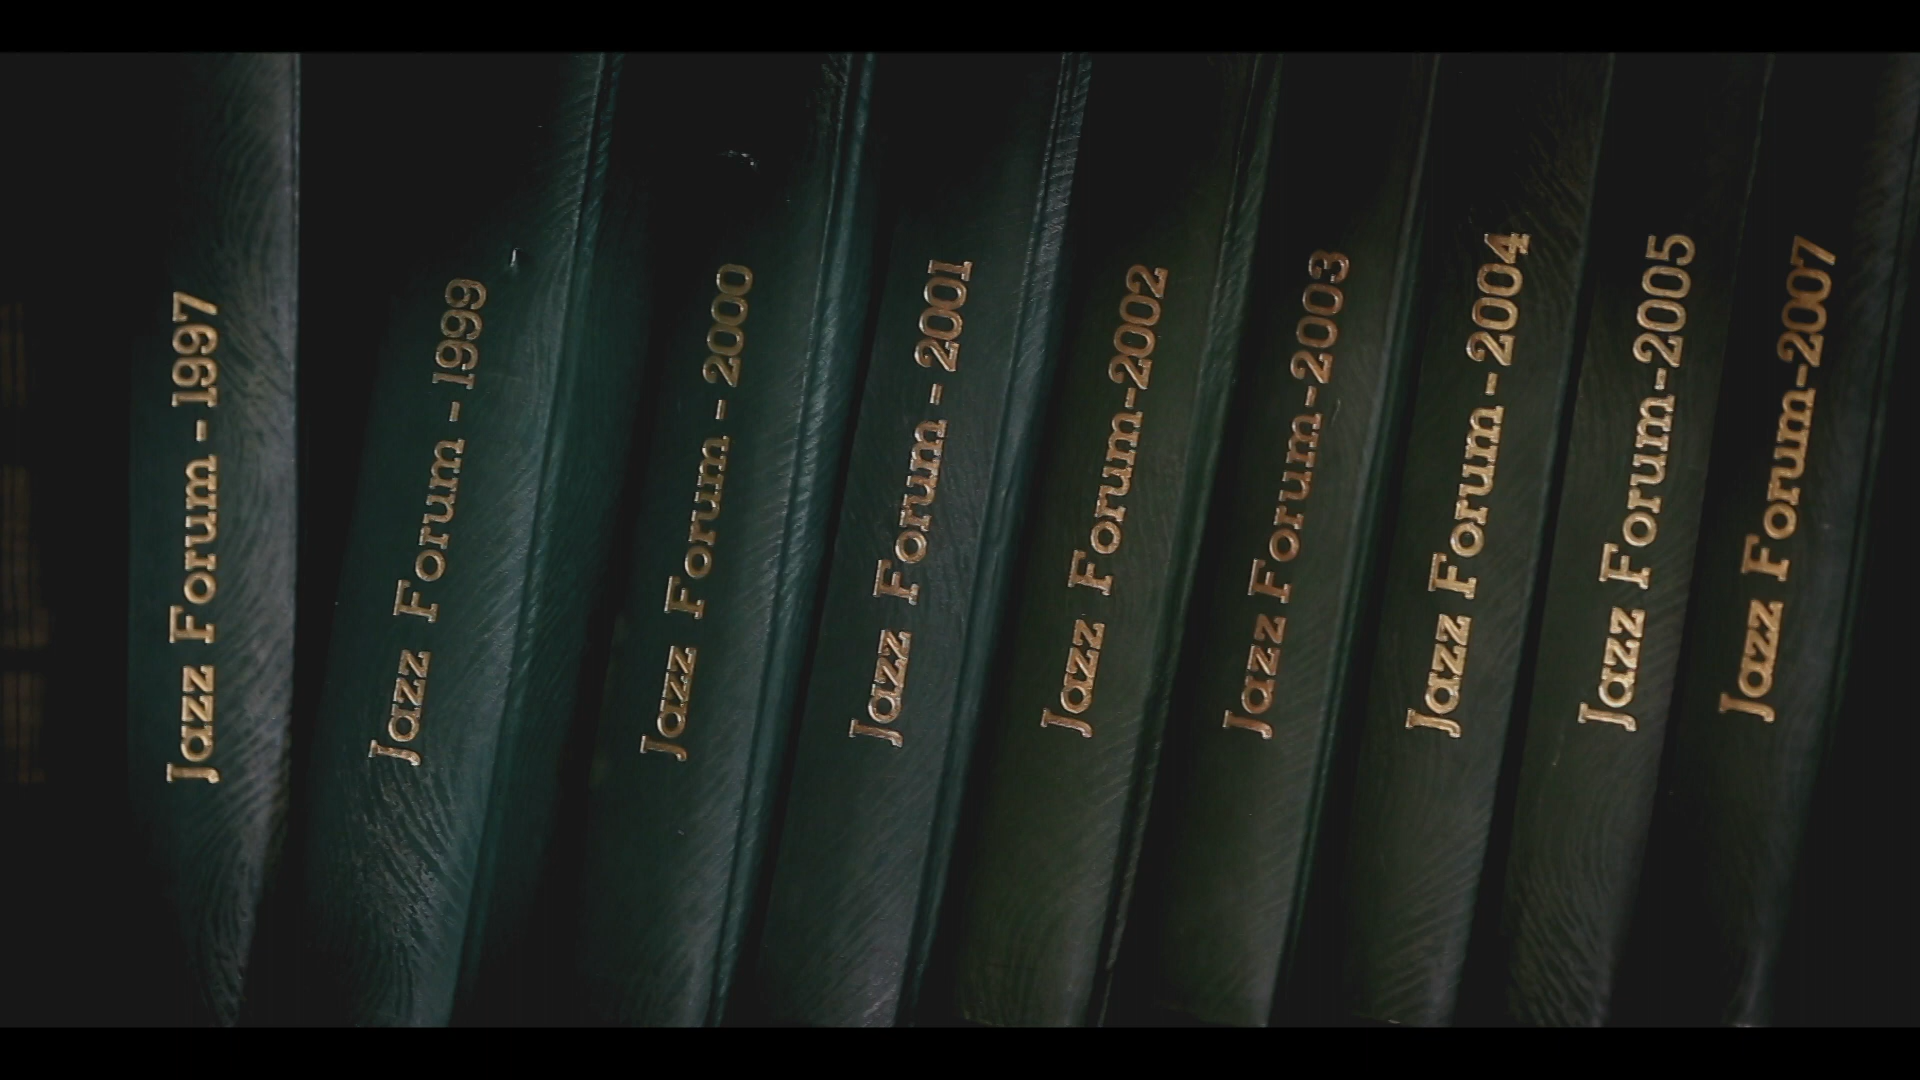 Jazz Forum - 1997
Jazz Forum - 1999
Jazz Forum - 2000
Jazz Forum - 2001
Jazz Forum-2002
Jazz Forum-2003
Jazz Forum-2004
Jazz Forum-2005
Jazz Forum-2007